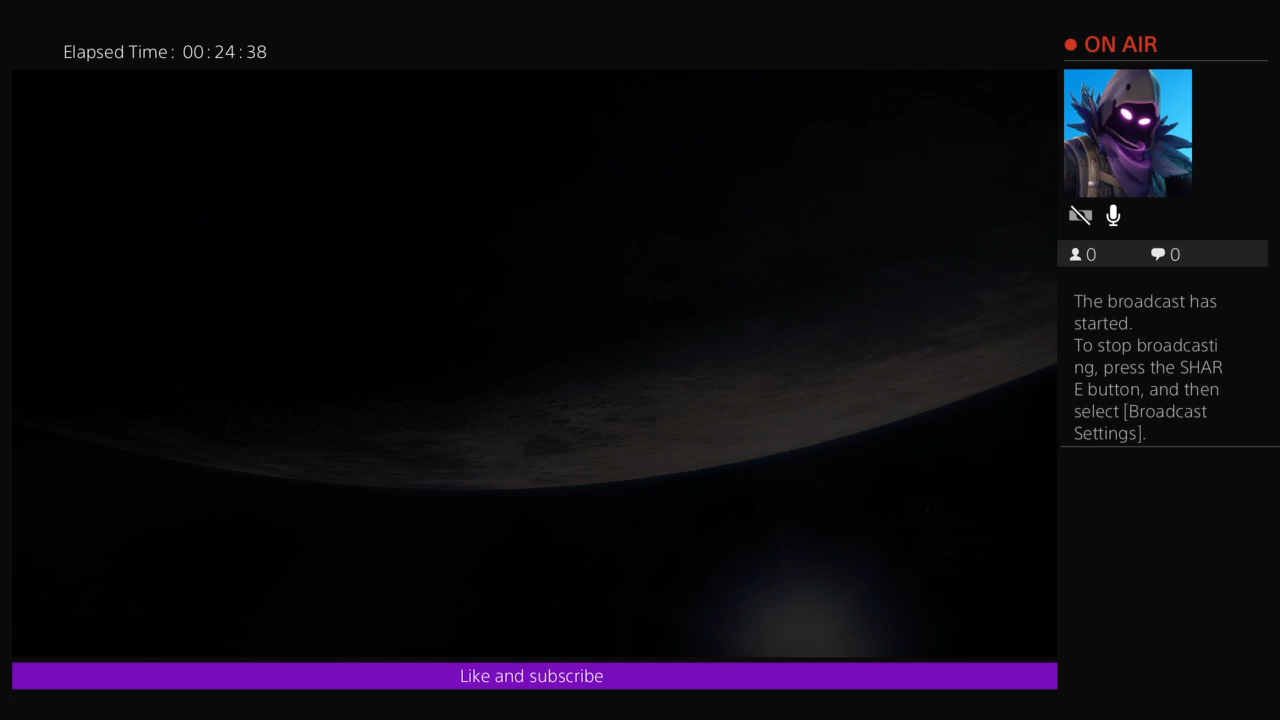 Elapsed Time: 00:24:38
ON AIR
0 0
The broadcast has
started.
To stop broadcasti
ng, press the SHAR
E button, and then
select [Broadcast
Settings].
Like and subscribe